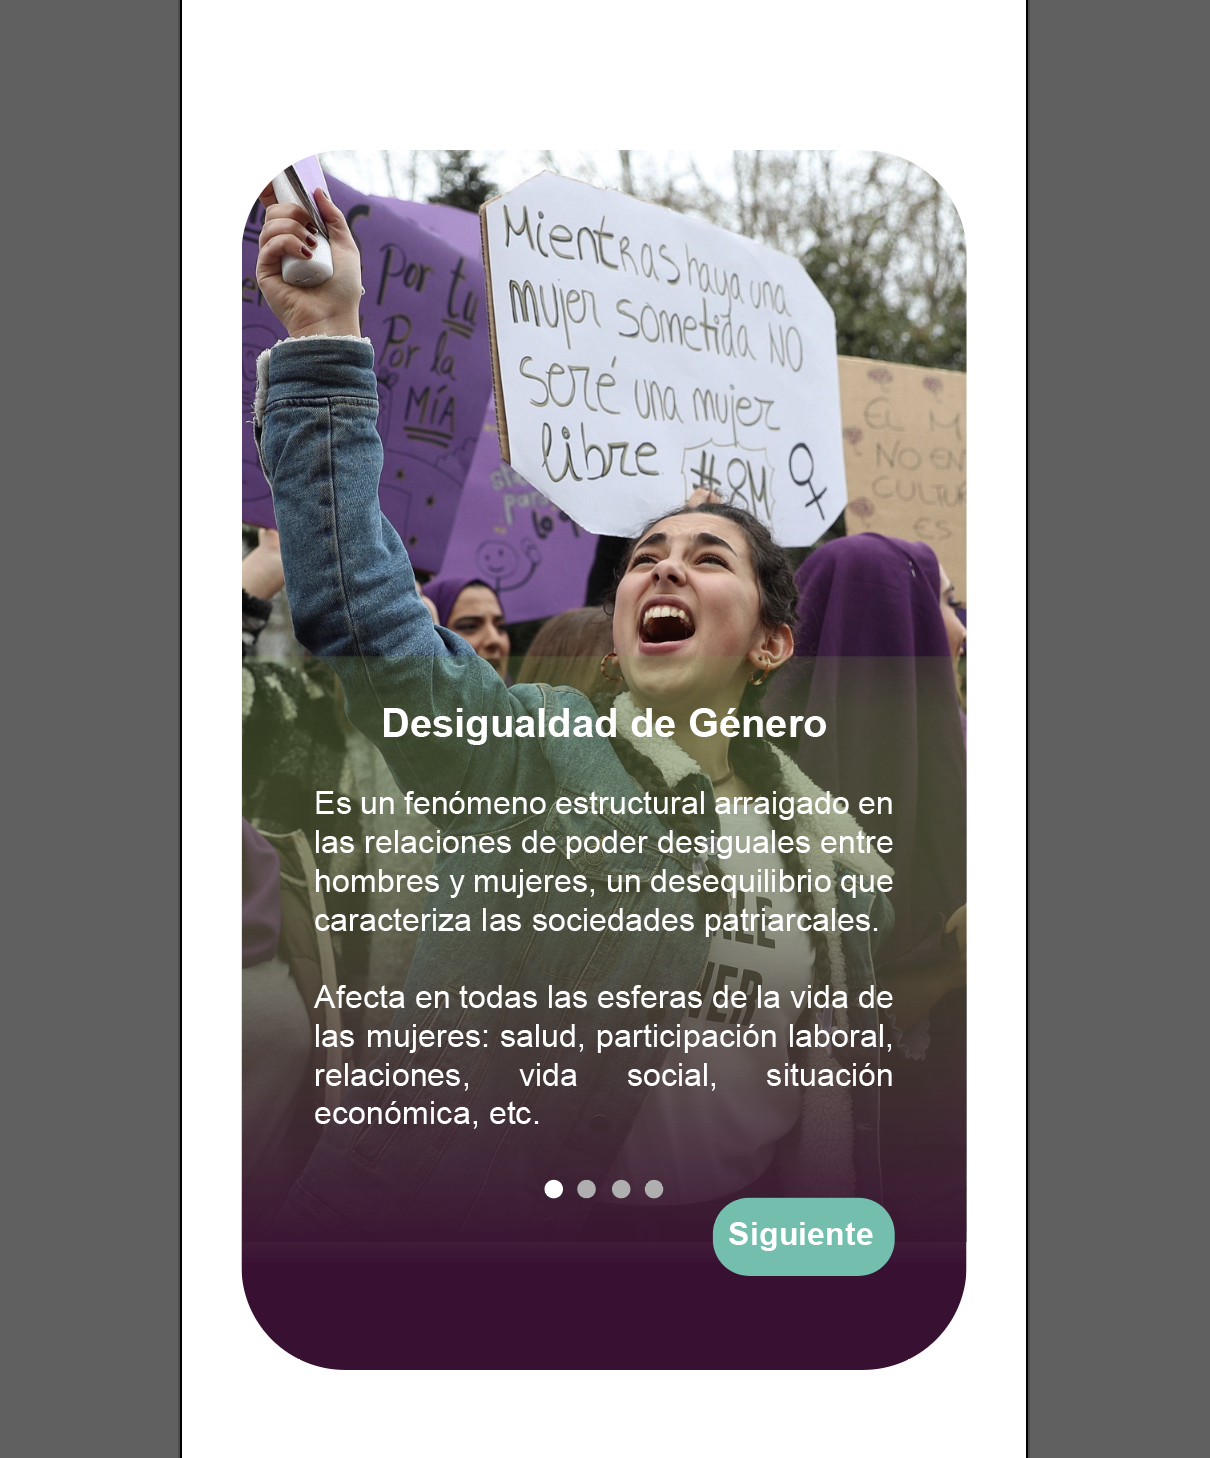 Mientras haya una
mujer sometida NO
seré una mujer
libre #8M
Por tu
Por la
MÍA
EL M
NO EN
CULTUR
ES
para
lo q
Desigualdad de Género
Es un fenómeno estructural arraigado en
las relaciones de poder desiguales entre
hombres y mujeres, un desequilibrio que
caracteriza las sociedades patriarcales.
Afecta en todas las esferas de la vida de
las mujeres: salud, participación laboral,
relaciones, vida social, situación
económica, etc.
Siguiente